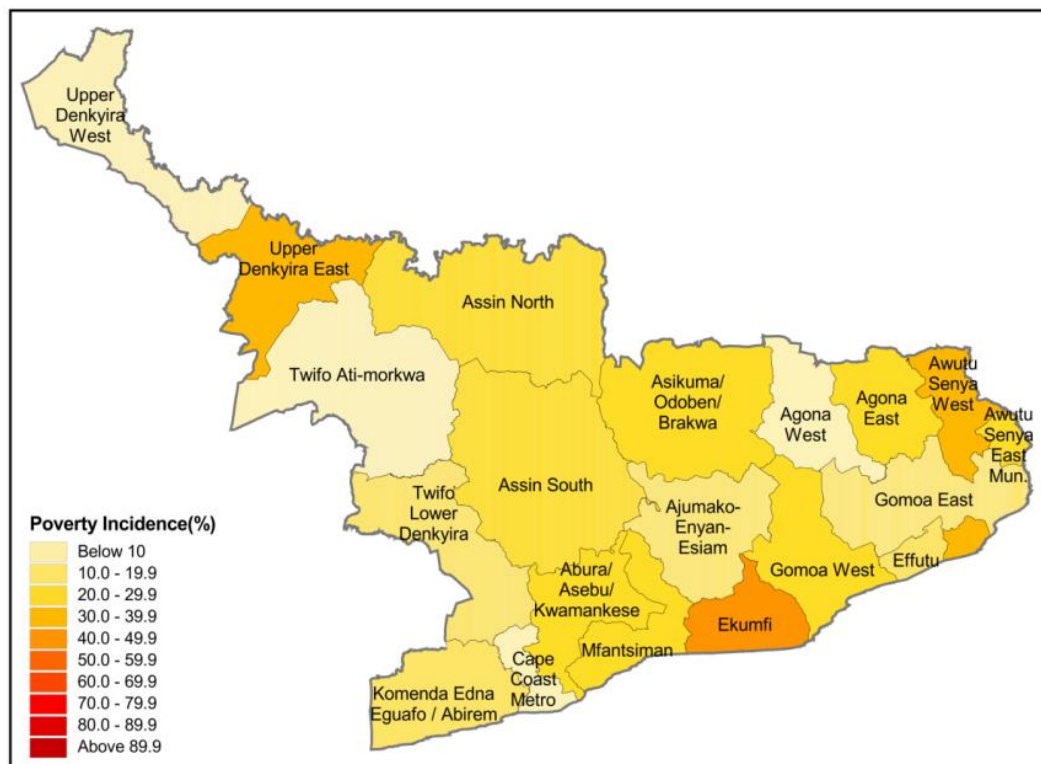 Upper
Denkyira
West
Upper
Denkyira East
Assin North
Twifo Ati-morkwa
Asikuma/
Odoben/
Brakwa
Agona
West
Agona
East
Awutu
Senya
West
Awutu
Senya
East
Mun.
Twifo
Lower
Denkyira
Assin South
Ajumako-
Enyan-
Esiam
Gomoa East
Effutu
Gomoa West
Abura/
Asebu/
Kwamankese
Ekumfi
Mfantsiman
Cape
Coast
Metro
Komenda Edna
Eguafo / Abirem
Poverty Incidence(%)
Below 10
10.0 - 19.9
20.0 - 29.9
30.0 - 39.9
40.0 - 49.9
50.0 - 59.9
60.0 - 69.9
70.0 - 79.9
80.0 - 89.9
Above 89.9